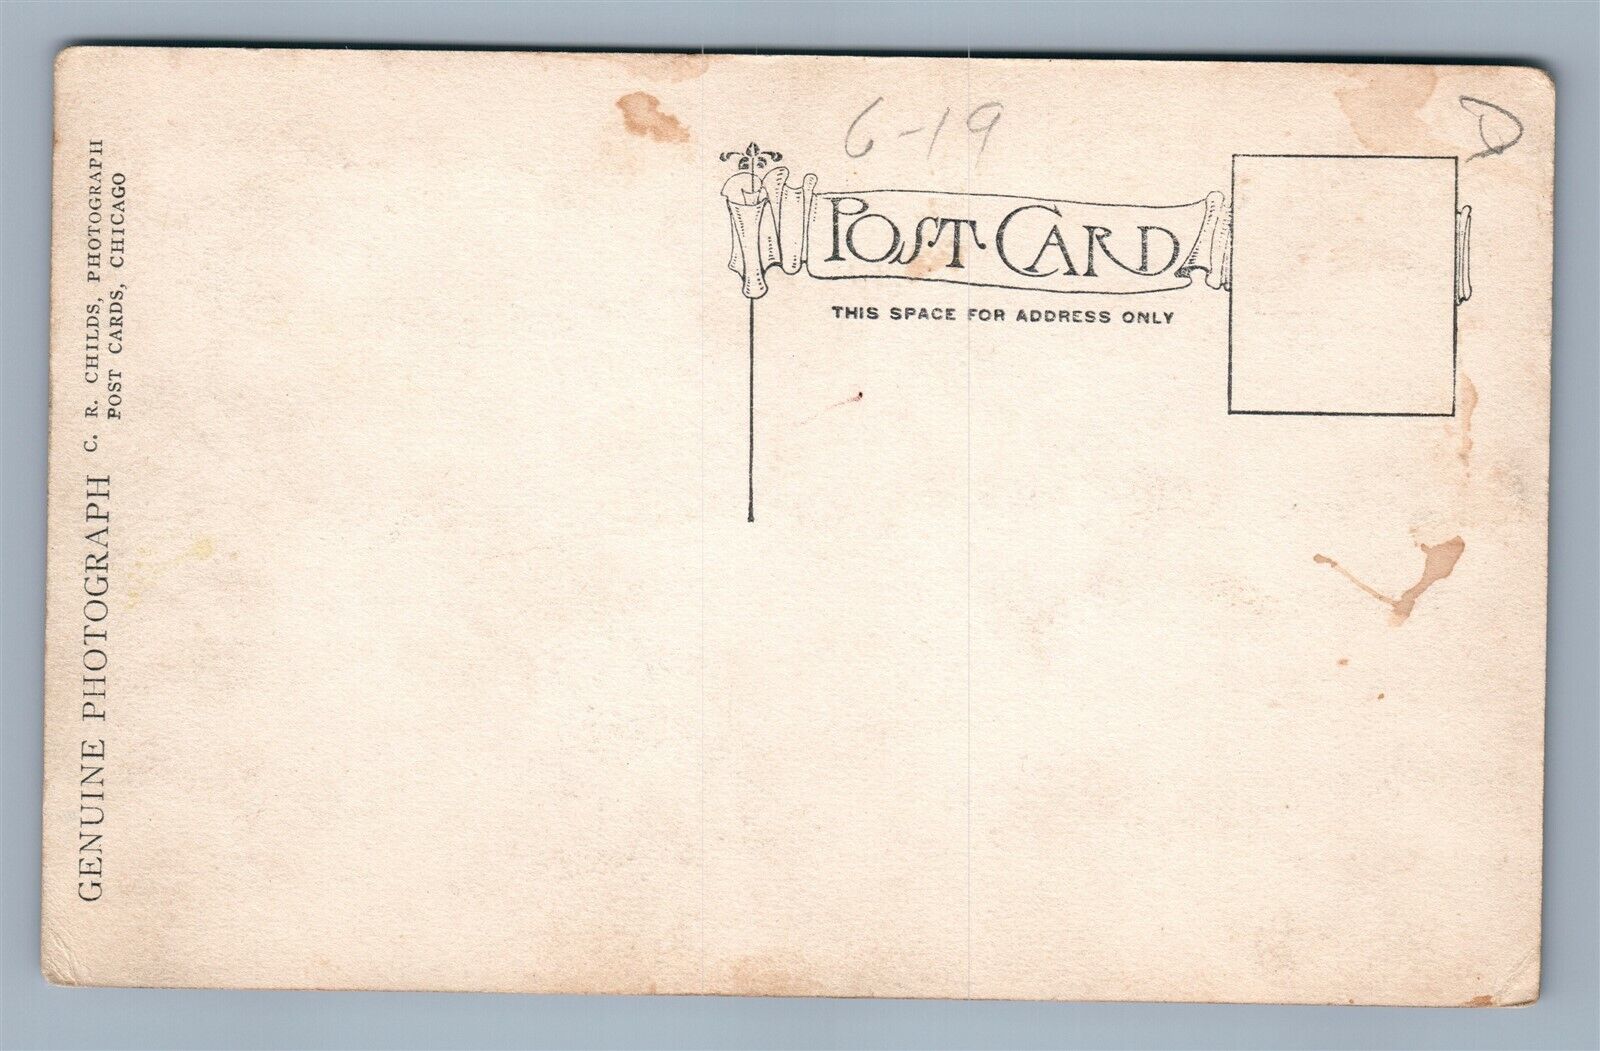 6-19
D
POST CARD
THIS SPACE FOR ADDRESS ONLY
GENUINE PHOTOGRAPH C. R. CHILDS, PHOTOGRAPH
POST CARDS, CHICAGO